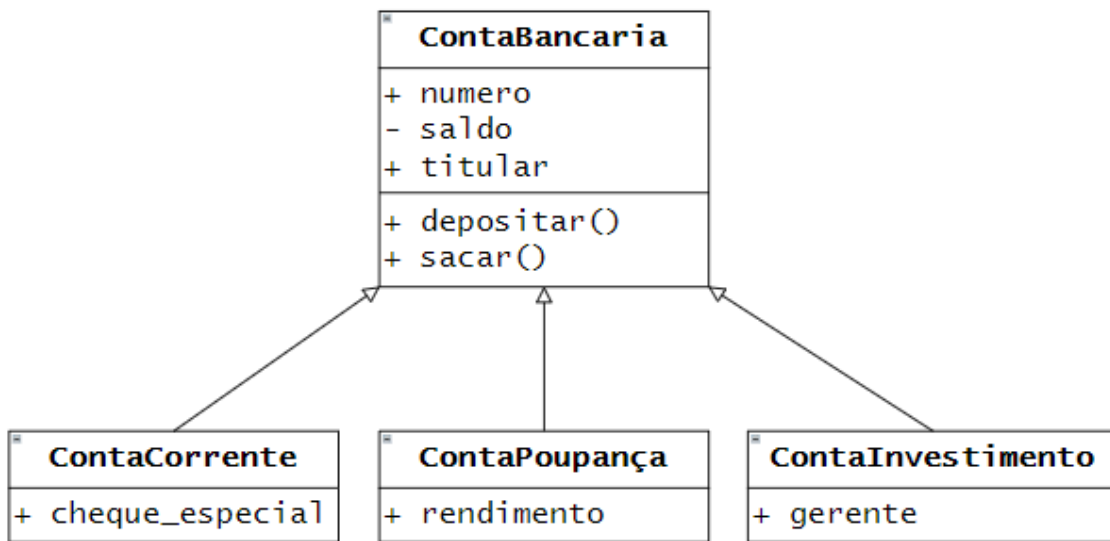 ContaBancaria
+ numero
- saldo
+ titular
+ depositar()
+ sacar()
ContaCorrente
+ cheque_especial
ContaPoupança
+ rendimento
ContaInvestimento
+ gerente